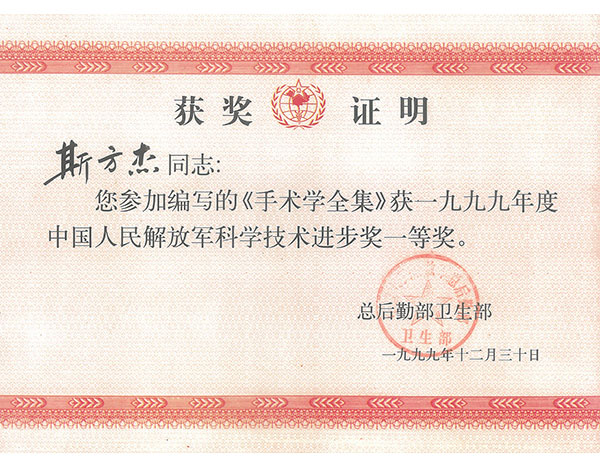 获奖证明
斯方杰同志:
您参加编写的《手术学全集》获一九九九年度
中国人民解放军科学技术进步奖一等奖。
总后勤部卫生部
一九九九年十二月三十日
卫生部